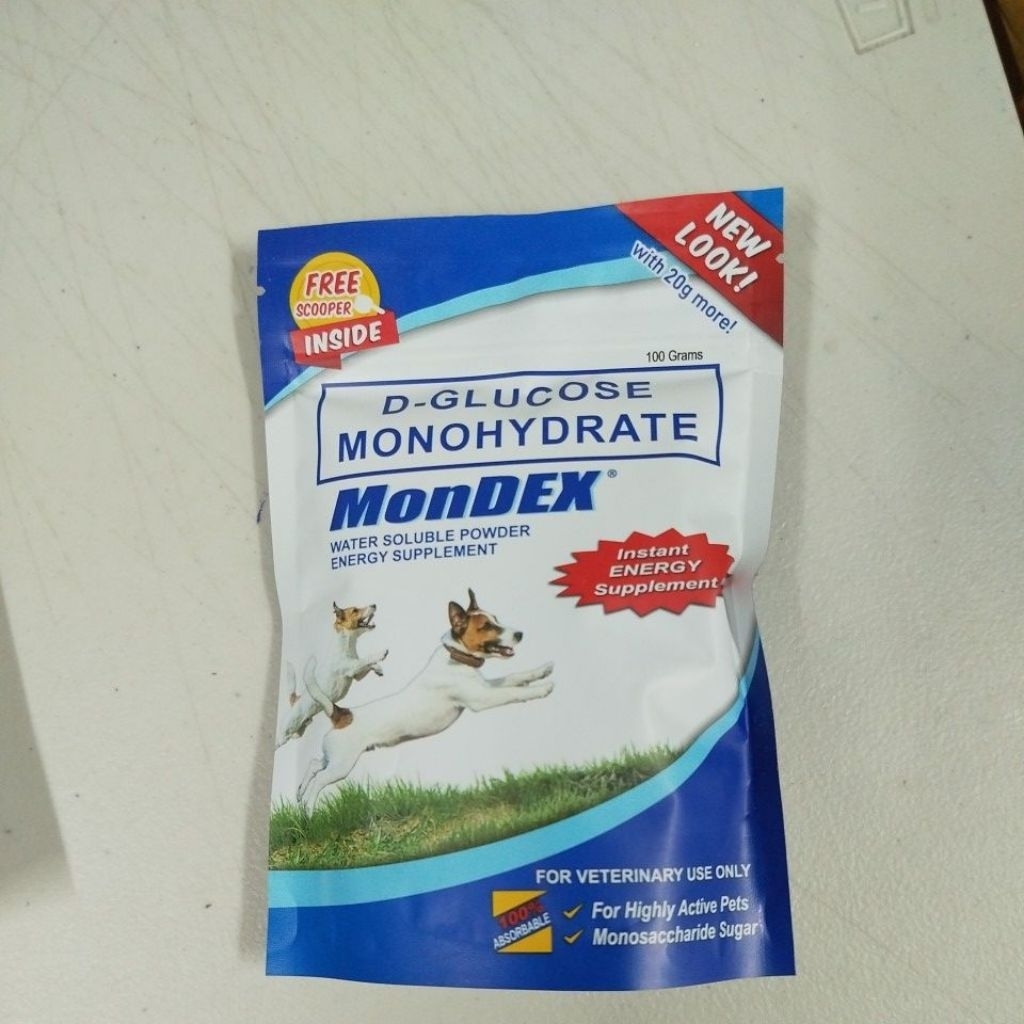 FREE
SCOOPER
INSIDE
NEW
LOOK!
with 20g more!
100 Grams
D-GLUCOSE
MONOHYDRATE
MonDEX®
WATER SOLUBLE POWDER
ENERGY SUPPLEMENT
Instant
ENERGY
Supplement
FOR VETERINARY USE ONLY
100%
ABSORBABLE
For Highly Active Pets
Monosaccharide Sugar